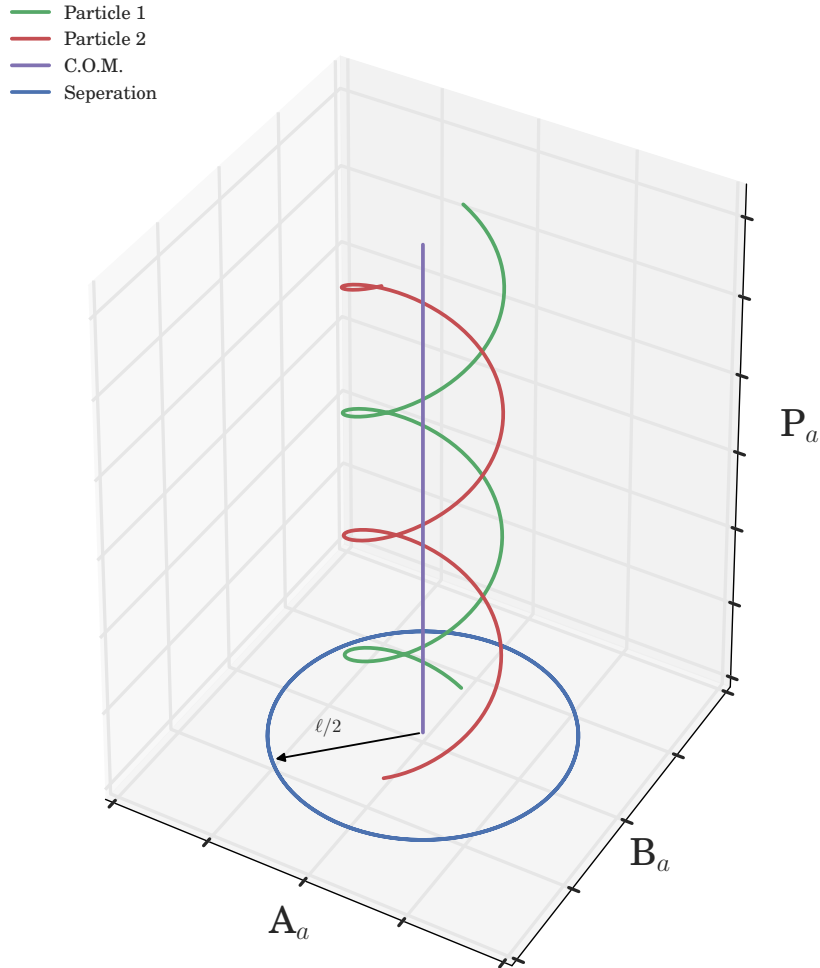 Particle 1
Particle 2
C.O.M.
Seperation
P_a
ℓ/2
B_a
A_a